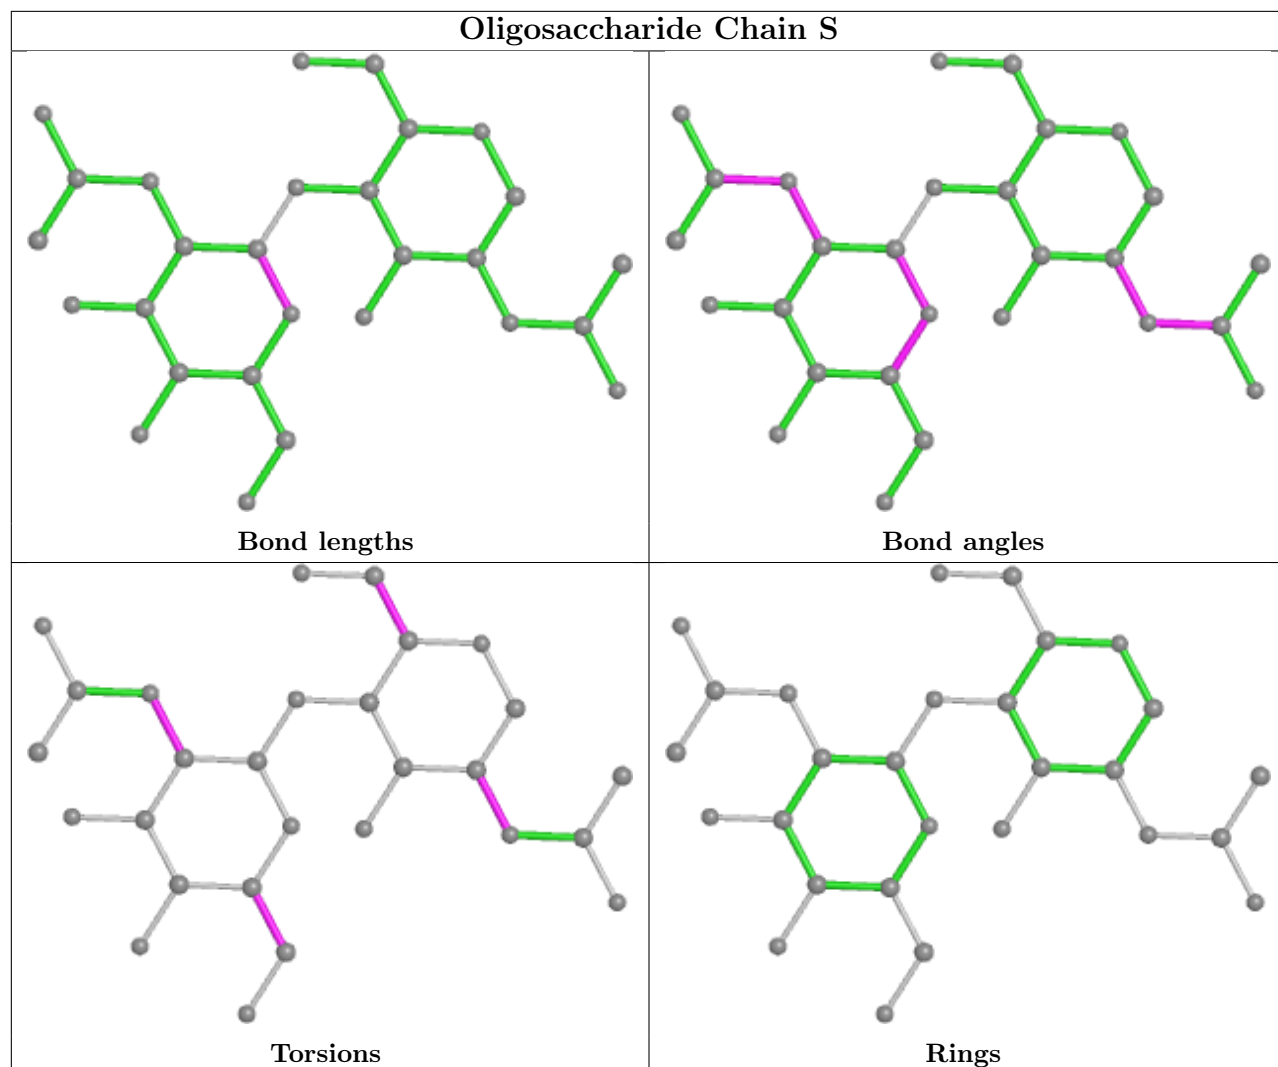 Oligosaccharide Chain S
Bond lengths
Bond angles
Torsions
Rings